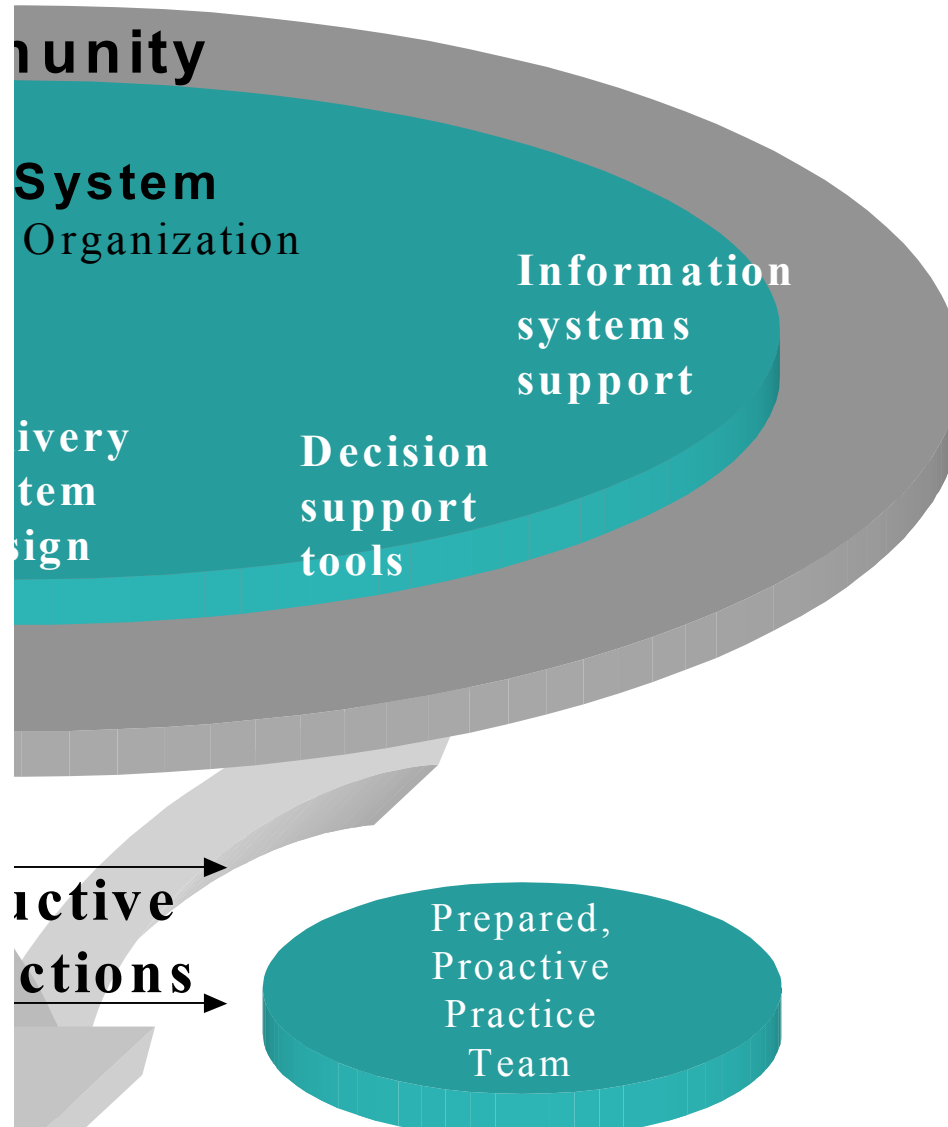 nunity
System
Organization
Information
systems
support
ivery
tem
sign
Decision
support
tools
uctive
ctions
Prepared,
Proactive
Practice
Team